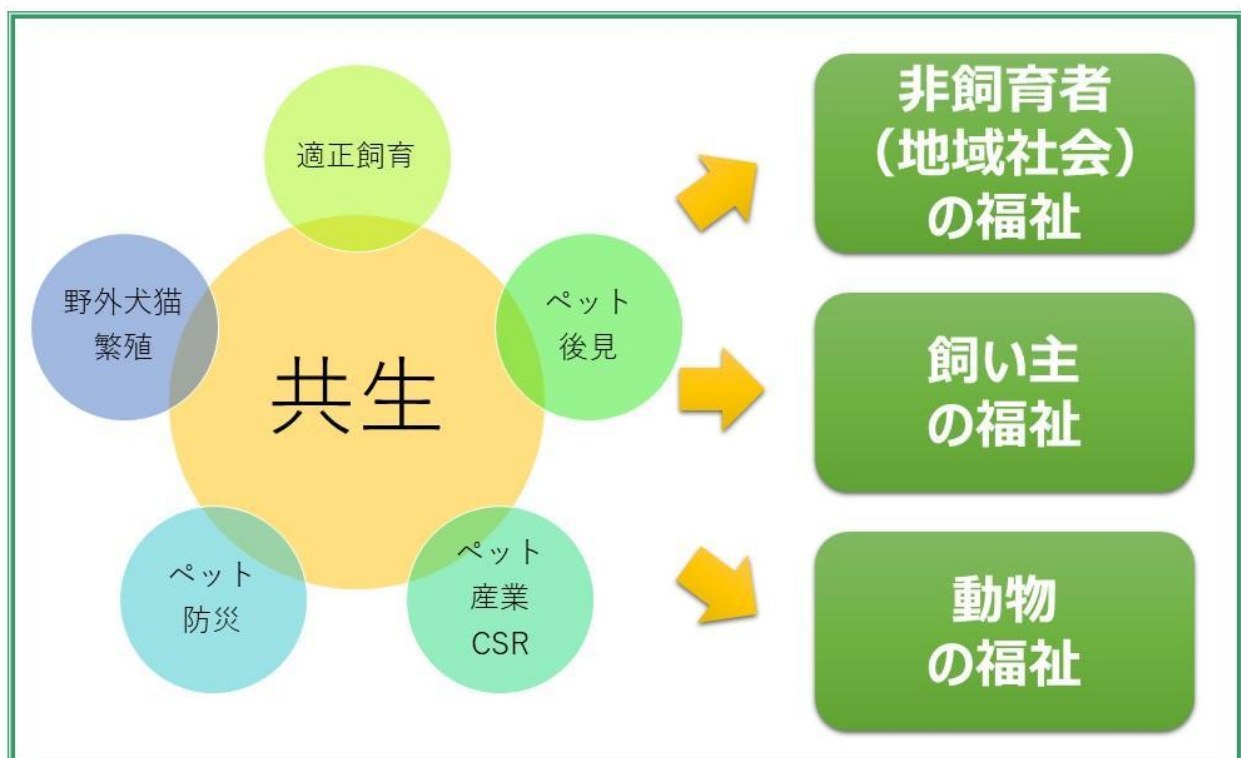 適正飼育
野外犬猫
繁殖
ペット
後見
共生
ペット
防災
ペット
産業
CSR
非飼育者
（地域社会）
の福祉
飼い主
の福祉
動物
の福祉